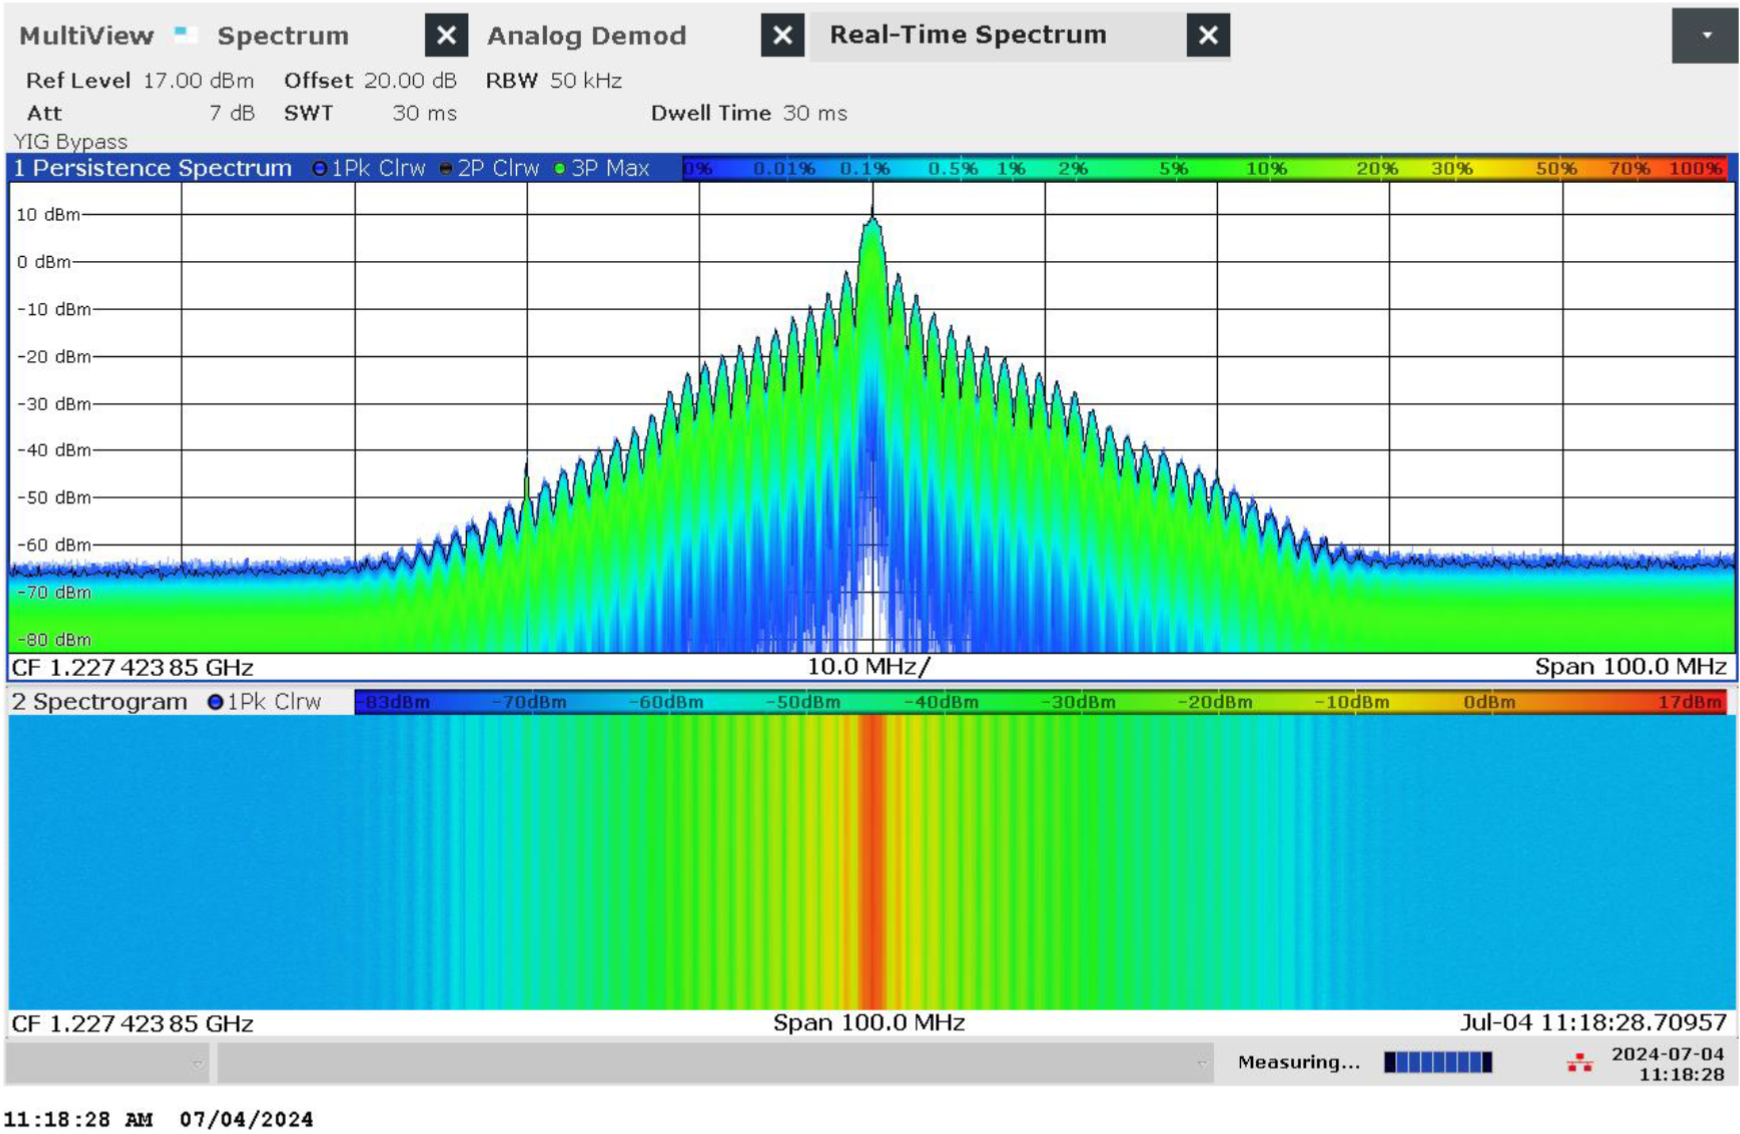 MultiView Spectrum Analog Demod Real-Time Spectrum
Ref Level 17.00 dBm Offset 20.00 dB RBW 50 kHz
Att 7 dB SWT 30 ms Dwell Time 30 ms
YIG Bypass
1 Persistence Spectrum 1Pk Clrw 2P Clrw 3P Max 0% 0.01% 0.1% 0.5% 1% 2% 5% 10% 20% 30% 50% 70% 100%
10 dBm
0 dBm
-10 dBm
-20 dBm
-30 dBm
-40 dBm
-50 dBm
-60 dBm
-70 dBm
-80 dBm
CF 1.227 423 85 GHz 10.0 MHz/ Span 100.0 MHz
2 Spectrogram 1Pk Clrw -83dBm -70dBm -60dBm -50dBm -40dBm -30dBm -20dBm -10dBm 0dBm 17dBm
CF 1.227 423 85 GHz Span 100.0 MHz Jul-04 11:18:28.70957
Measuring... 2024-07-04
11:18:28
11:18:28 AM 07/04/2024